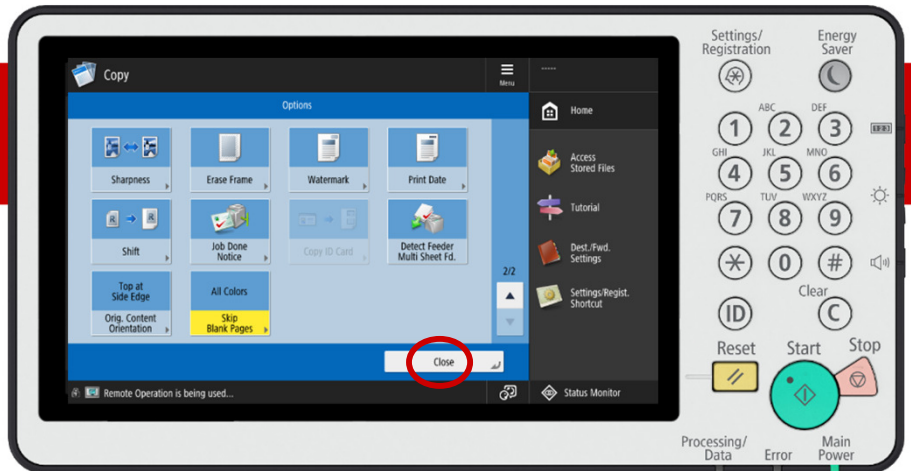 Copy
Menu
-----
Options
Sharpness
Erase Frame
Watermark
Print Date
Shift
Job Done
Notice
Copy ID Card
Detect Feeder
Multi Sheet Fd.
Top at
Side Edge
Orig. Content
Orientation
All Colors
Skip
Blank Pages
2/2
Close
Remote Operation is being used...
Home
Access
Stored Files
Tutorial
Dest./Fwd.
Settings
Settings/Regist.
Shortcut
Status Monitor
Settings/
Registration
Energy
Saver
1
ABC
2
DEF
3
GHI
4
JKL
5
MNO
6
PQRS
7
TUV
8
WXYZ
9
0
#
ID
Clear
C
Reset
Start
Stop
Processing/
Data
Error
Main
Power